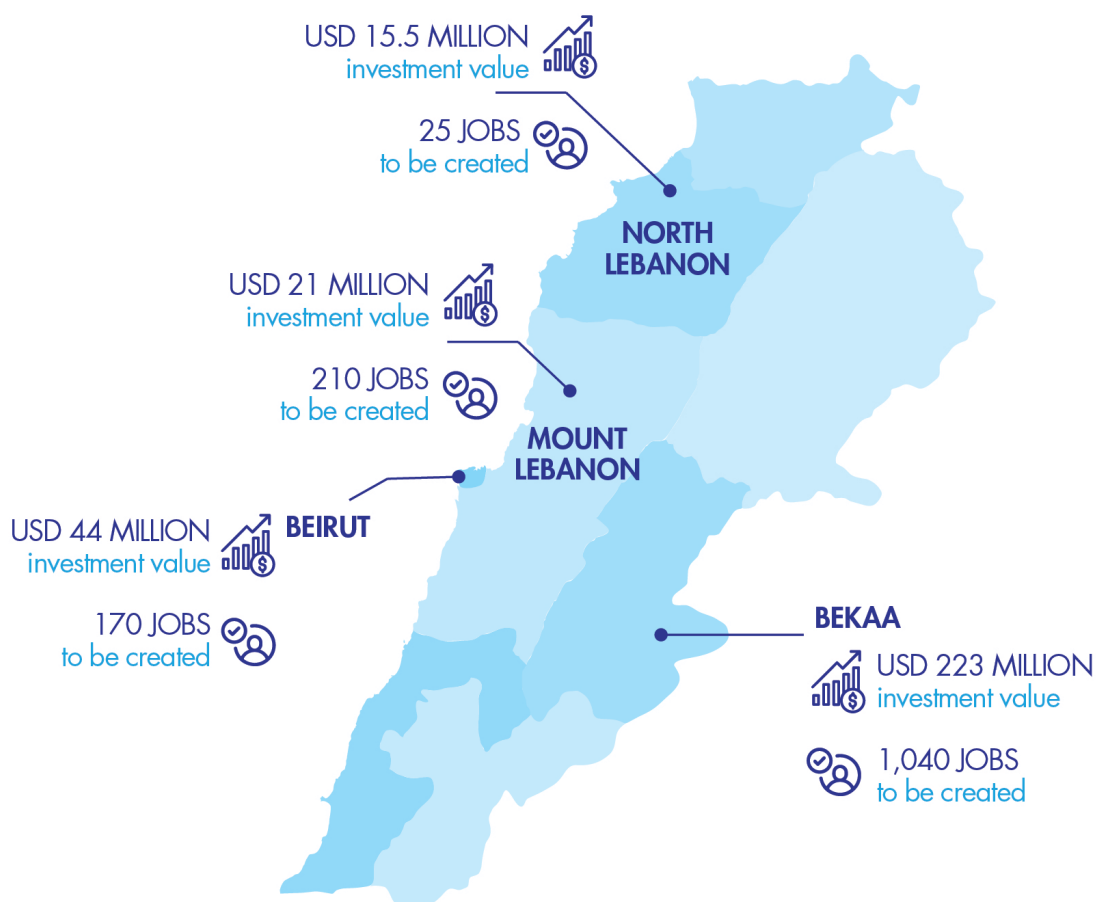 USD 15.5 MILLION
investment value
25 JOBS
to be created
NORTH
LEBANON
USD 21 MILLION
investment value
210 JOBS
to be created
MOUNT
LEBANON
BEIRUT
USD 44 MILLION
investment value
170 JOBS
to be created
BEKAA
USD 223 MILLION
investment value
1,040 JOBS
to be created